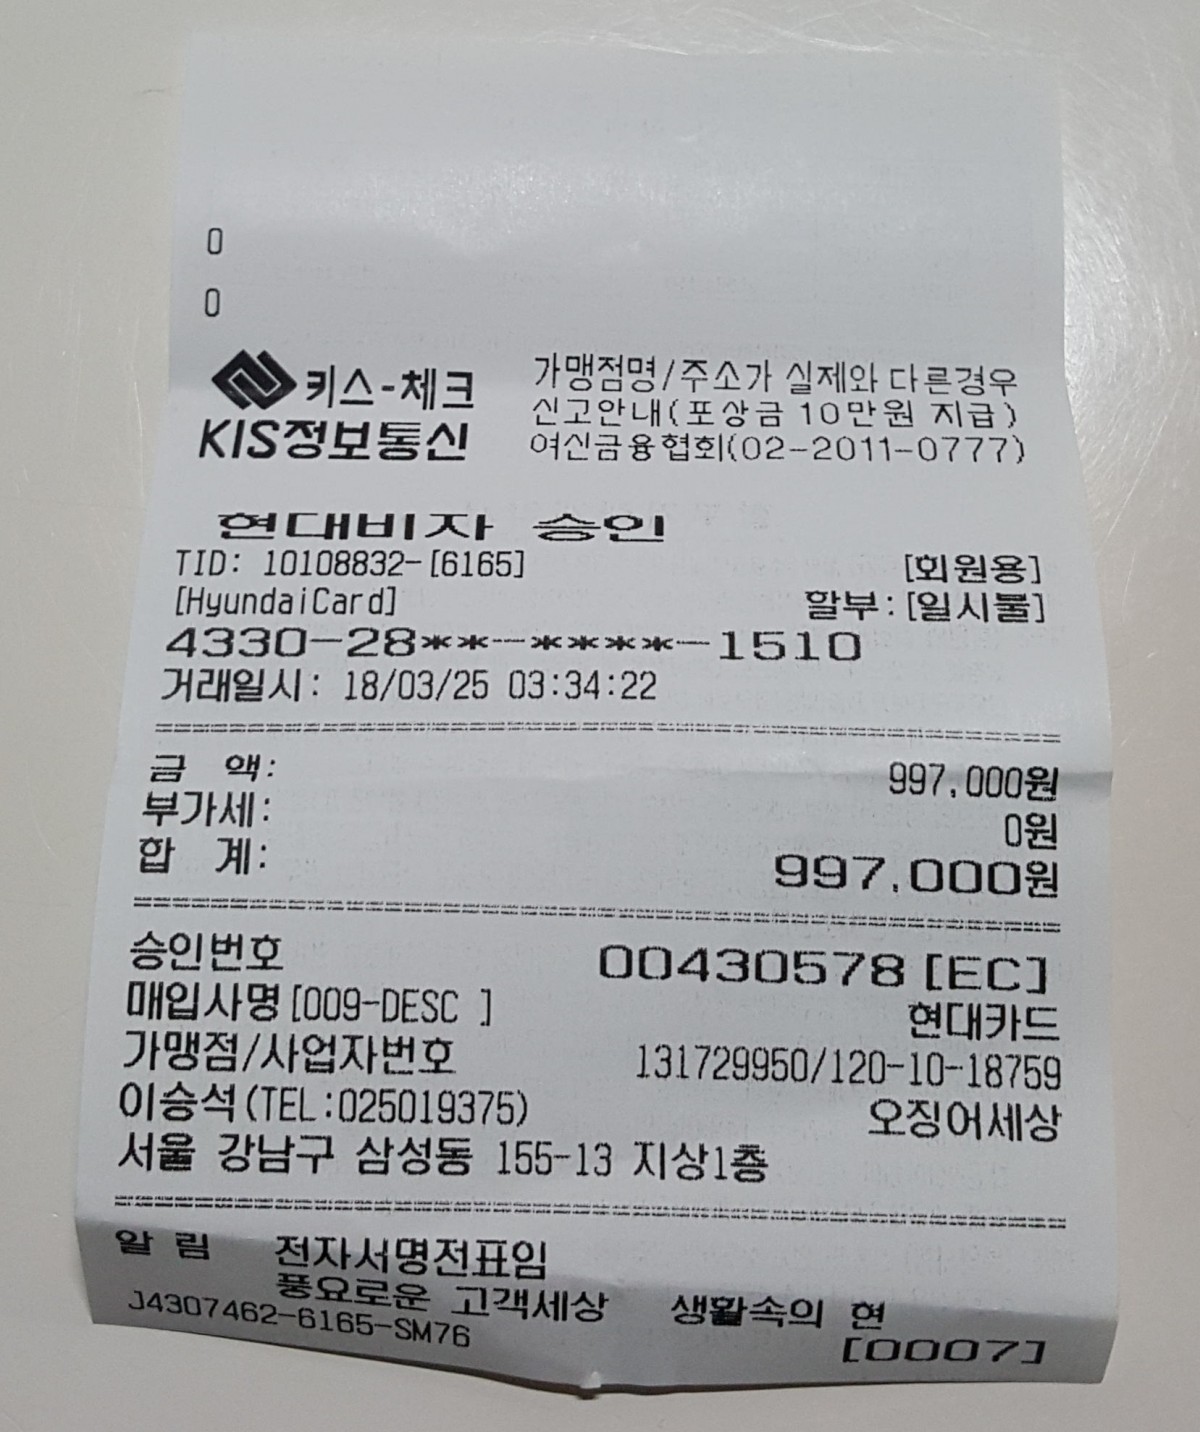 0
0
키스-체크
KIS정보통신
가맹점명/주소가 실제와 다른경우
신고안내(포상금 10만원 지급)
여신금융협회(02-2011-0777)
현대비자 승인
TID: 10108832-[6165] [회원용]
[HyundaiCard] 할부:[일시불]
4330-28**-****-1510
거래일시: 18/03/25 03:34:22
금 액: 997,000원
부가세: 0원
합 계: 997,000원
승인번호 00430578[EC]
매입사명[009-DESC ] 현대카드
가맹점/사업자번호 131729950/120-10-18759
이승석(TEL:025019375) 오징어세상
서울 강남구 삼성동 155-13 지상1층
알 림 전자서명전표임
풍요로운 고객세상 생활속의 현
J4307462-6165-SM76 [0007]